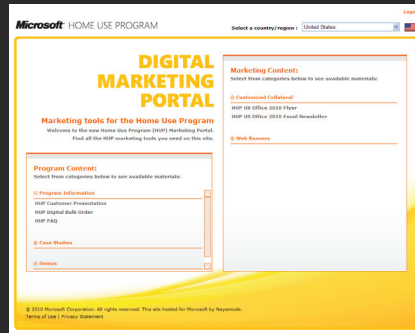 Login
Microsoft HOME USE PROGRAM
Select a country/region : United States
DIGITAL
MARKETING
PORTAL
Marketing tools for the Home Use Program
Welcome to the new Home Use Program (HUP) Marketing Portal.
Find all the HUP marketing tools you need on this site.
Program Content:
Select from categories below to see available materials:
Program Information
HUP Customer Presentation
HUP Digital Bulk Order
HUP FAQ
Case Studies
Demos
Marketing Content:
Select from categories below to see available materials:
Customized Collateral
HUP US Office 2010 Flyer
HUP US Office 2010 Email Newsletter
Web Banners
© 2010 Microsoft Corporation. All rights reserved. This site hosted for Microsoft by Nayamode.
Terms of Use | Privacy Statement